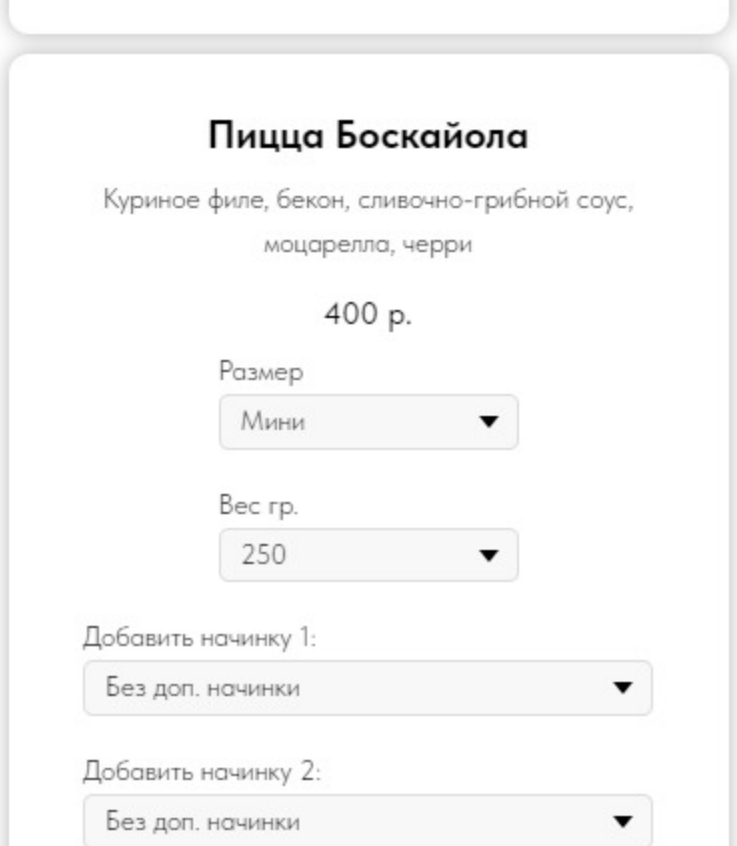 Пицца Боскайола
Куриное филе, бекон, сливочно-грибной соус,
моцарелла, черри
400 р.
Размер
Мини
Вес гр.
250
Добавить начинку 1:
Без доп. начинки
Добавить начинку 2:
Без доп. начинки